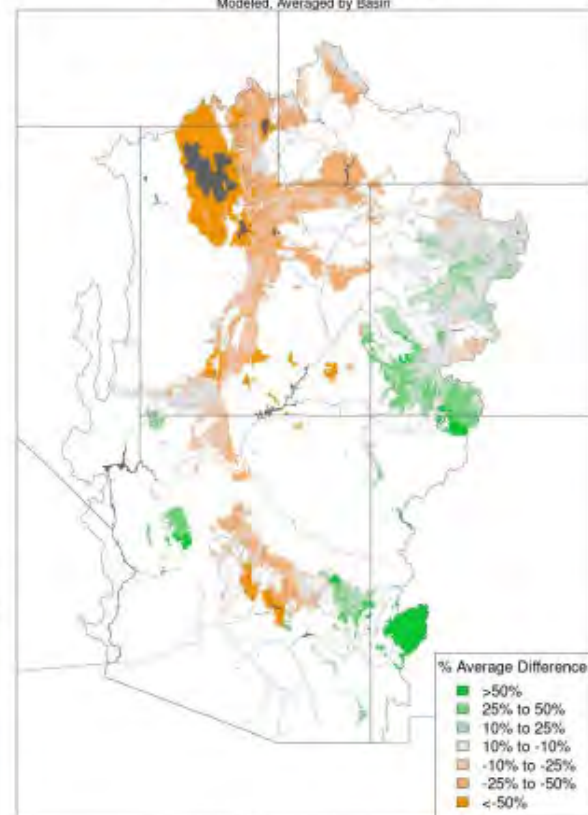 Modeled, Averaged by Basin
% Average Difference
>50%
25% to 50%
10% to 25%
10% to -10%
-10% to -25%
-25% to -50%
<-50%